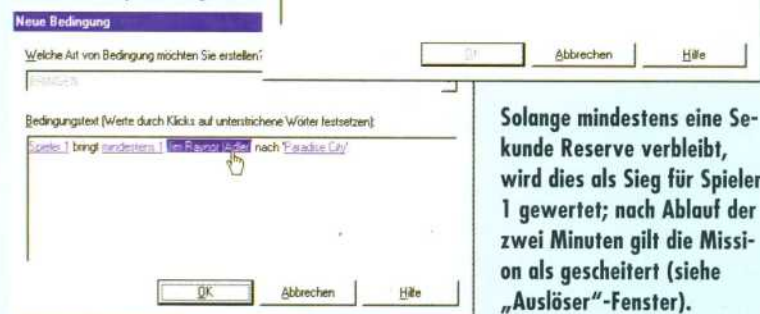 Neue Bedingung
Welche Art von Bedingung möchten Sie erstellen?
BRINGEN
Bedingungstext (Werte durch Klicks auf unterstrichene Wörter festsetzen):
Spieler 1 bringt mindestens 1 Jim Raynor (Adler) nach 'Paradise City'
OK Abbrechen Hilfe
OK Abbrechen Hilfe
Solange mindestens eine Se-
kunde Reserve verbleibt,
wird dies als Sieg für Spieler
1 gewertet; nach Ablauf der
zwei Minuten gilt die Missi-
on als gescheitert (siehe
„Auslöser"-Fenster).